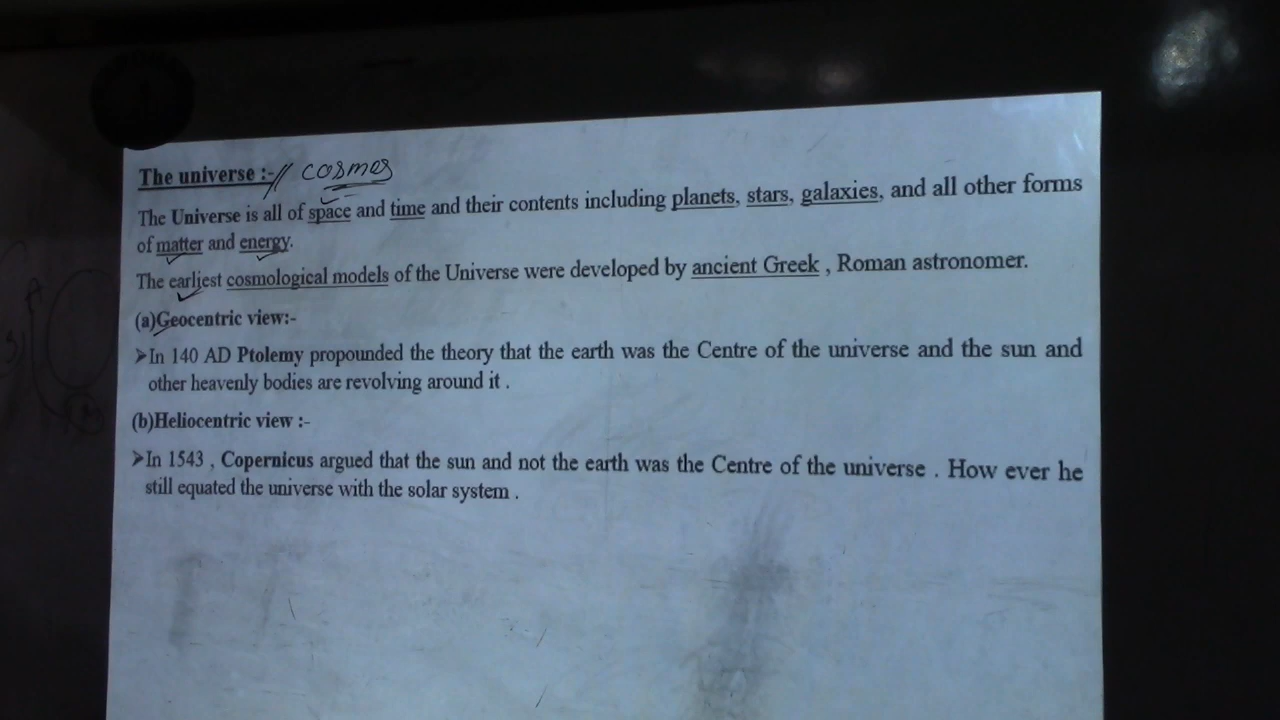 The universe :-// cosmos
The Universe is all of space and time and their contents including planets, stars, galaxies, and all other forms
of matter and energy.
The earliest cosmological models of the Universe were developed by ancient Greek , Roman astronomer.
(a)Geocentric view:-
➢In 140 AD Ptolemy propounded the theory that the earth was the Centre of the universe and the sun and
other heavenly bodies are revolving around it .
(b)Heliocentric view :-
➢In 1543 , Copernicus argued that the sun and not the earth was the Centre of the universe . How ever he
still equated the universe with the solar system .